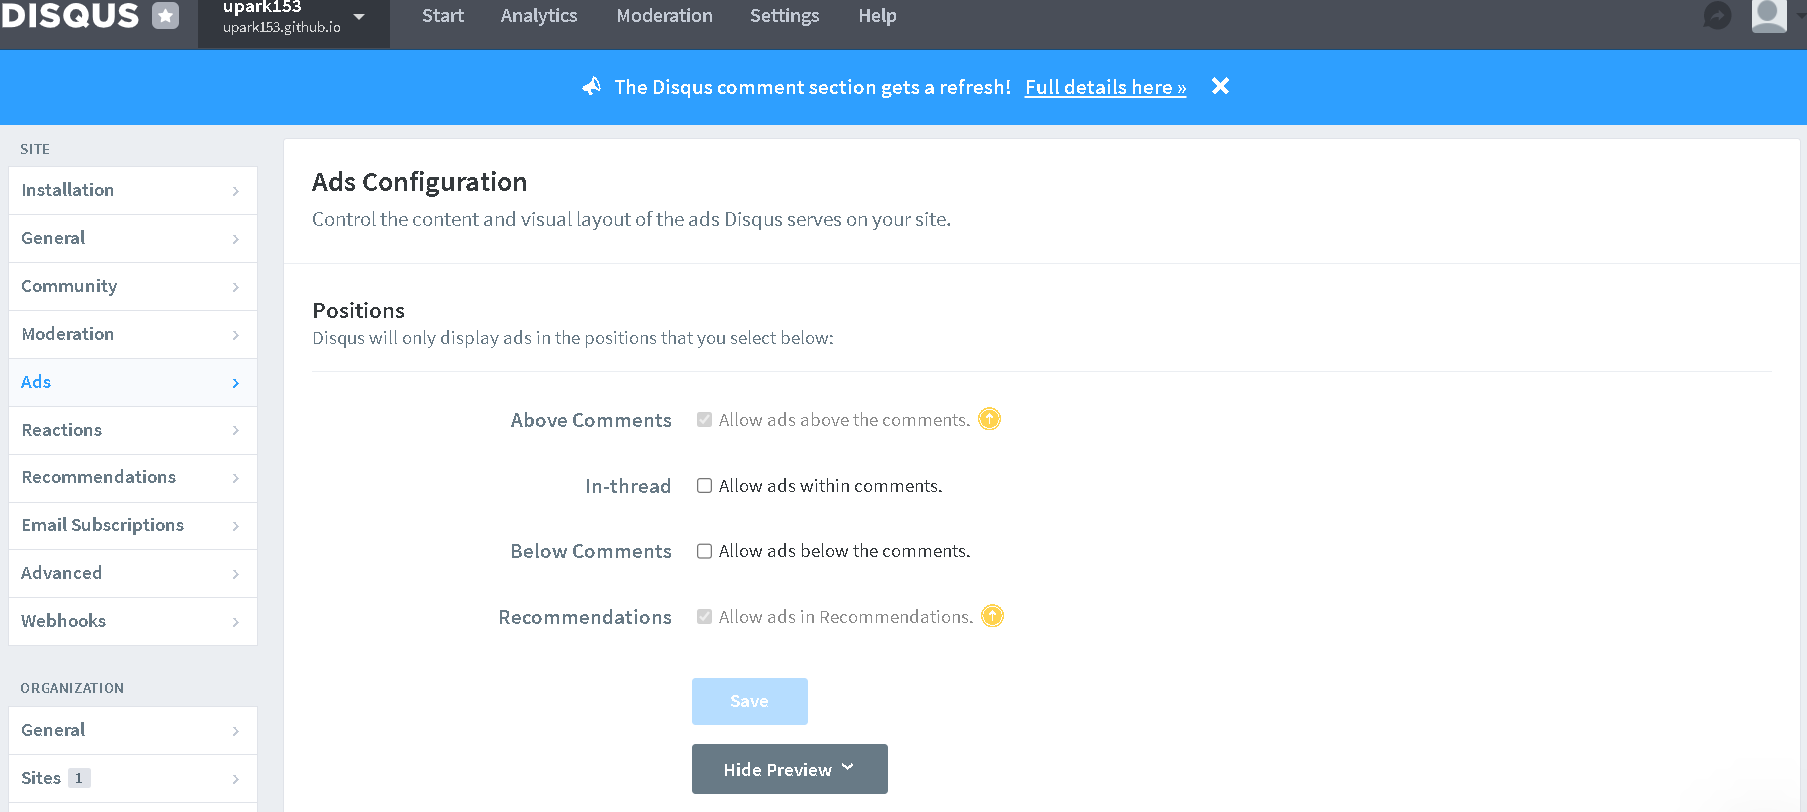 DISQUS
upark153
upark153.github.io
Start Analytics Moderation Settings Help
The Disqus comment section gets a refresh! Full details here »
SITE
Installation
General
Community
Moderation
Ads
Reactions
Recommendations
Email Subscriptions
Advanced
Webhooks
ORGANIZATION
General
Sites 1
Ads Configuration
Control the content and visual layout of the ads Disqus serves on your site.
Positions
Disqus will only display ads in the positions that you select below:
Above Comments Allow ads above the comments.
In-thread Allow ads within comments.
Below Comments Allow ads below the comments.
Recommendations Allow ads in Recommendations.
Save
Hide Preview